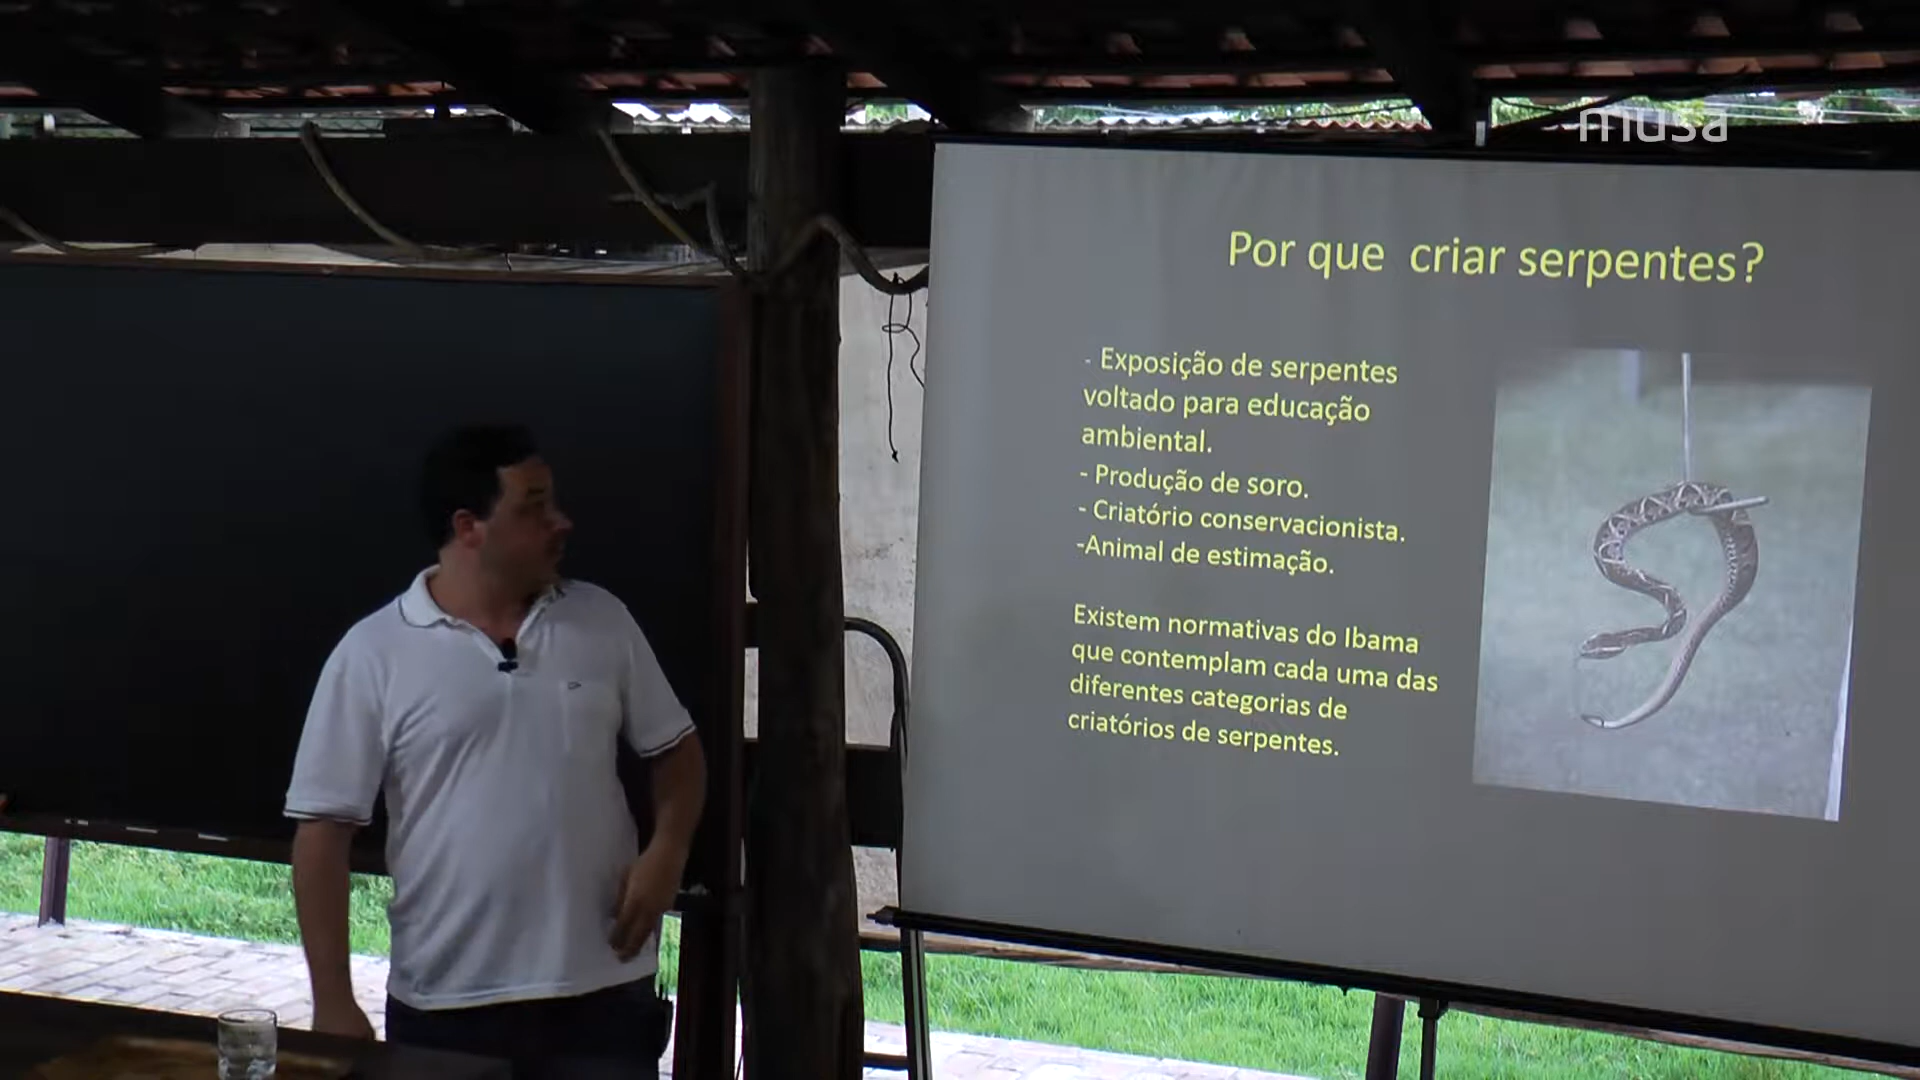 musa
Por que criar serpentes?
- Exposição de serpentes
voltado para educação
ambiental.
- Produção de soro.
- Criatório conservacionista.
-Animal de estimação.
Existem normativas do Ibama
que contemplam cada uma das
diferentes categorias de
criatórios de serpentes.